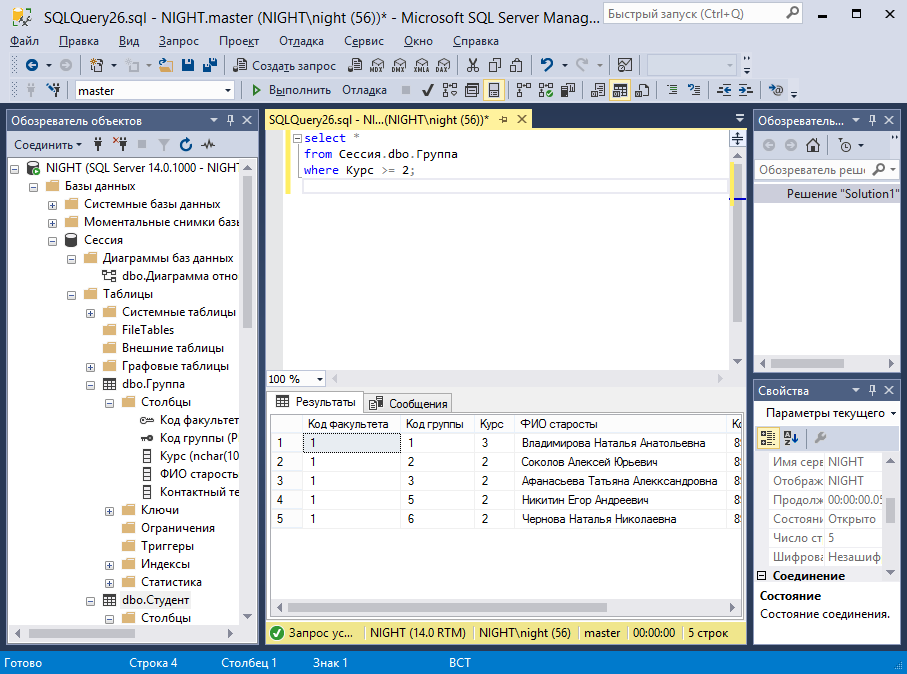 SQLQuery26.sql - NIGHT.master (NIGHT\night (56))* - Microsoft SQL Server Manag...
Быстрый запуск (Ctrl+Q)
Файл Правка Вид Запрос Проект Отладка Сервис Окно Справка
Создать запрос MDX DMX XMLA DAX
master Выполнить Отладка
Обозреватель объектов
Соединить
NIGHT (SQL Server 14.0.1000 - NIGHT
Базы данных
Системные базы данных
Моментальные снимки базы
Сессия
Диаграммы баз данных
dbo.Диаграмма отно
Таблицы
Системные таблицы
FileTables
Внешние таблицы
Графовые таблицы
dbo.Группа
Столбцы
Код факультет
Код группы (P
Курс (nchar(10
ФИО старость
Контактный те
Ключи
Ограничения
Триггеры
Индексы
Статистика
dbo.Студент
Столбцы
SQLQuery26.sql - NI...(NIGHT\night (56))*
select *
from Сессия.dbo.Группа
where Курс >= 2;
100 %
Результаты Сообщения
Код факультета Код группы Курс ФИО старосты
1 1 1 3 Владимирова Наталья Анатольевна
2 1 2 2 Соколов Алексей Юрьевич
3 1 3 2 Афанасьева Татьяна Алекксандровна
4 1 5 2 Никитин Егор Андреевич
5 1 6 2 Чернова Наталья Николаевна
Запрос ус... NIGHT (14.0 RTM) NIGHT\night (56) master 00:00:00 5 строк
Обозреватель...
Обозреватель реше
Решение "Solution1"
Свойства
Параметры текущего
Имя серв NIGHT
Отображ NIGHT
Продолж 00:00:00.05
Состояни Открыто
Число ст 5
Шифрова Незашиф
Соединение
Состояние
Состояние соединения.
Готово Строка 4 Столбец 1 Знак 1 ВСТ